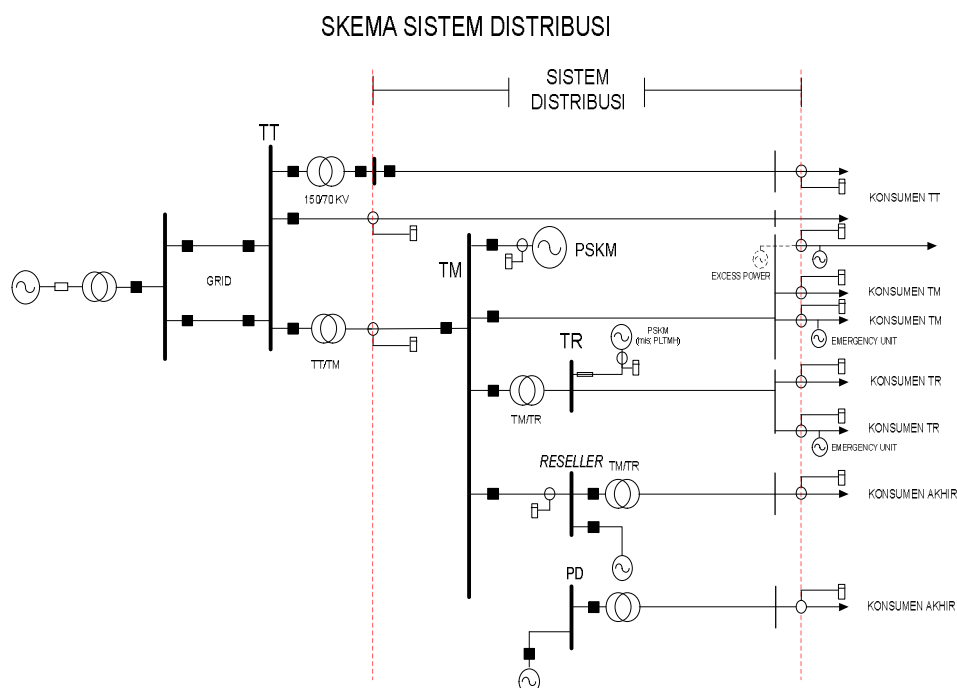 SKEMA SISTEM DISTRIBUSI
SISTEM
DISTRIBUSI
TT
150/70 KV
KONSUMEN TT
PSKM
TM
EXCESS POWER
GRID
KONSUMEN TM
KONSUMEN TM
EMERGENCY UNIT
TT/TM
PSKM
(mis: PLTMH)
TR
TM/TR
KONSUMEN TR
KONSUMEN TR
EMERGENCY UNIT
RESELLER
TM/TR
KONSUMEN AKHIR
PD
KONSUMEN AKHIR